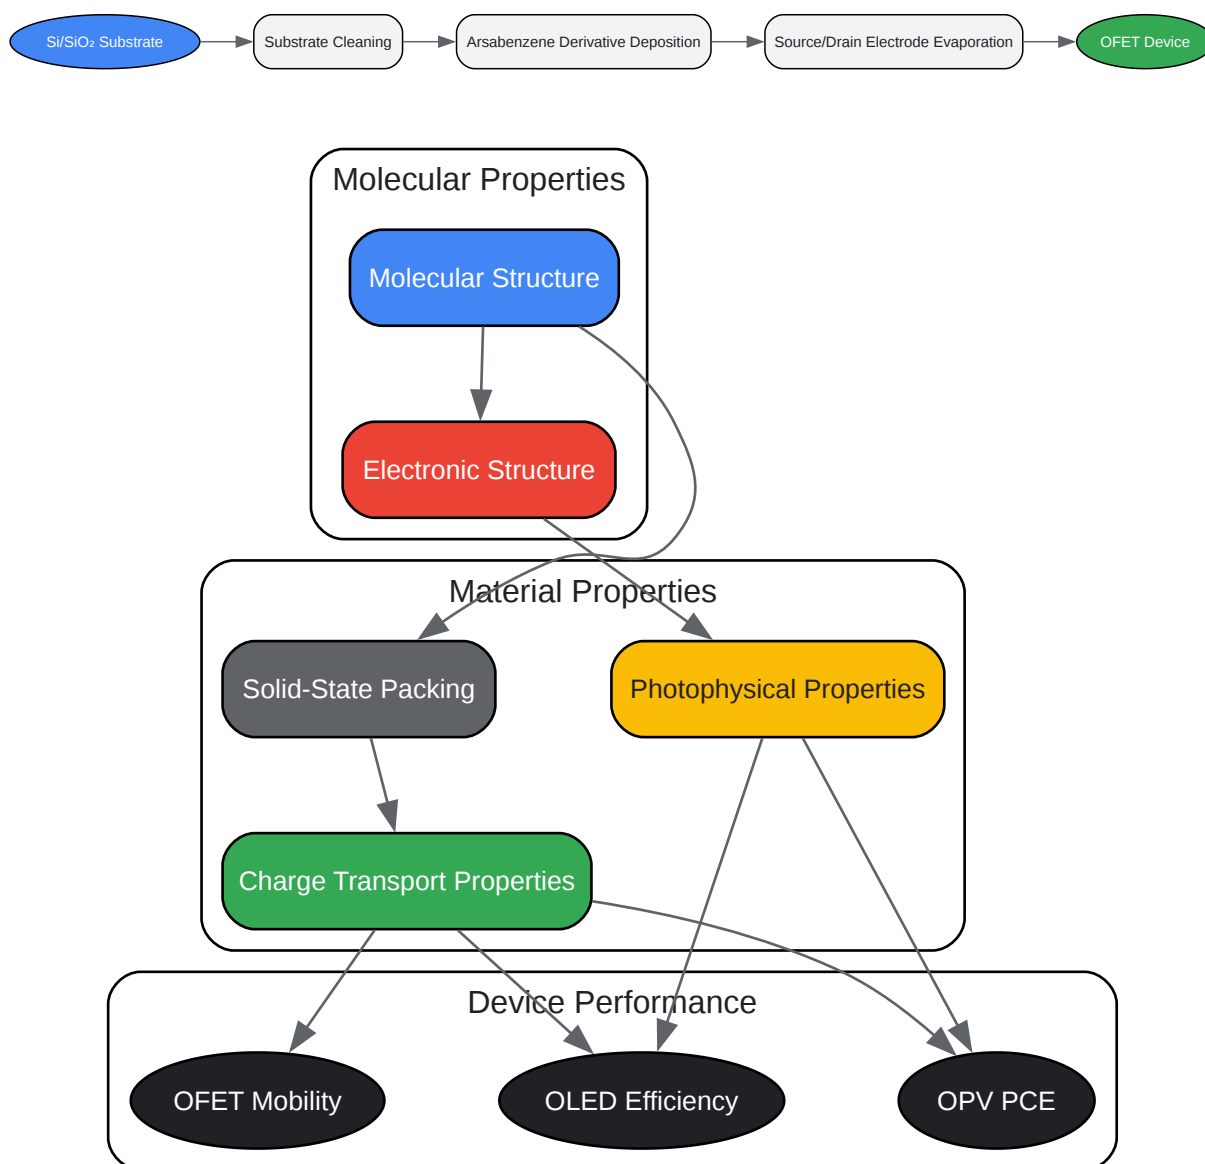 Si/SiO₂ Substrate
Substrate Cleaning
Arsabenzene Derivative Deposition
Source/Drain Electrode Evaporation
OFET Device
Molecular Properties
Molecular Structure
Electronic Structure
Material Properties
Solid-State Packing
Photophysical Properties
Charge Transport Properties
Device Performance
OFET Mobility
OLED Efficiency
OPV PCE